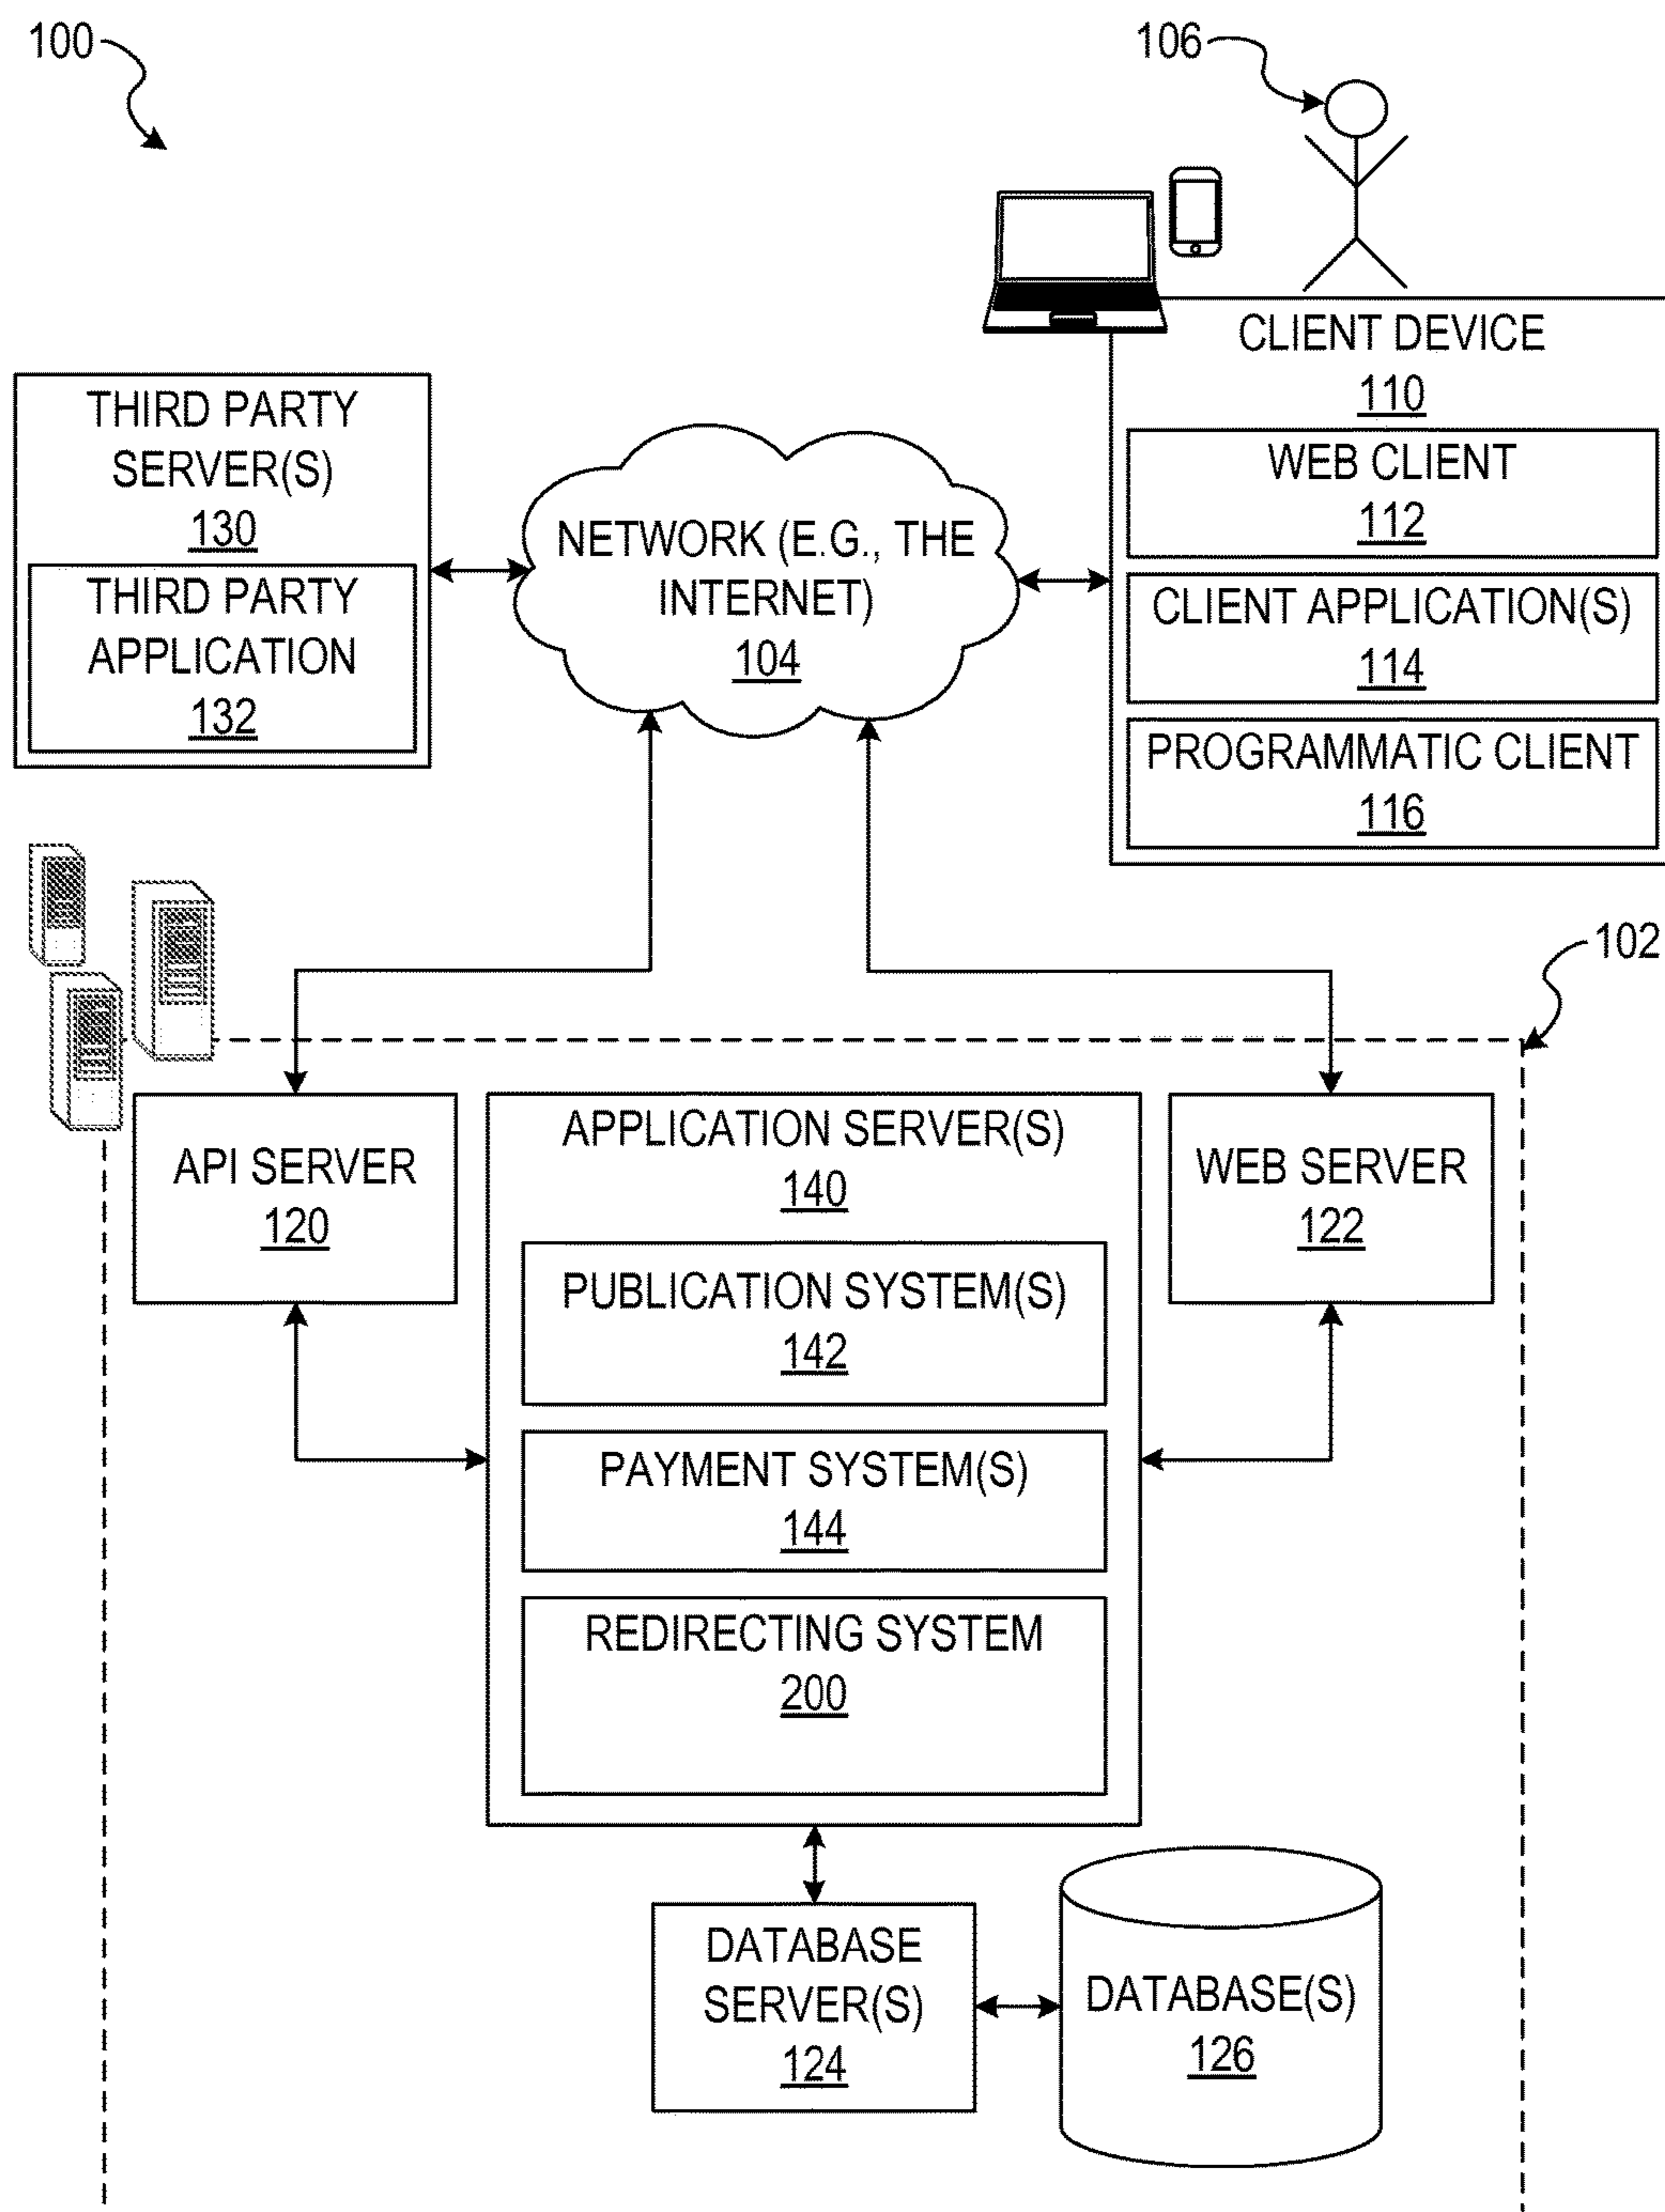 100
106
CLIENT DEVICE
110
WEB CLIENT
112
CLIENT APPLICATION(S)
114
PROGRAMMATIC CLIENT
116
THIRD PARTY
SERVER(S)
130
THIRD PARTY
APPLICATION
132
NETWORK (E.G., THE
INTERNET)
104
102
API SERVER
120
APPLICATION SERVER(S)
140
PUBLICATION SYSTEM(S)
142
PAYMENT SYSTEM(S)
144
REDIRECTING SYSTEM
200
WEB SERVER
122
DATABASE
SERVER(S)
124
DATABASE(S)
126